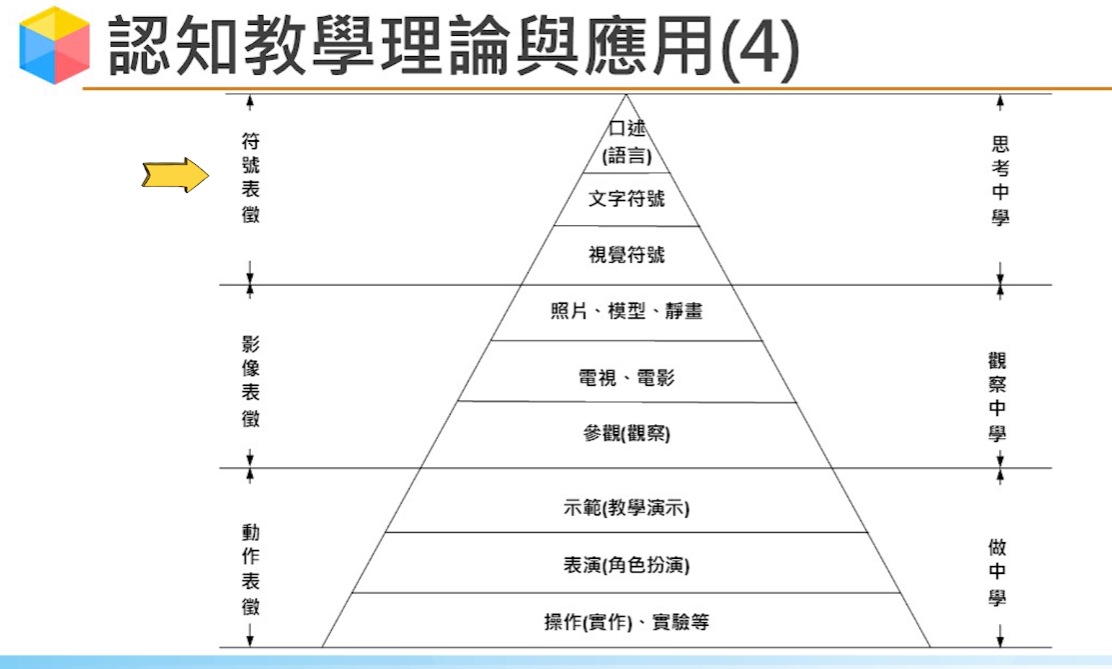 認知教學理論與應用(4)
符號表徵
口述
(語言)
文字符號
視覺符號
思考中學
影像表徵
照片、模型、靜畫
電視、電影
參觀(觀察)
觀察中學
動作表徵
示範(教學演示)
表演(角色扮演)
操作(實作)、實驗等
做中學